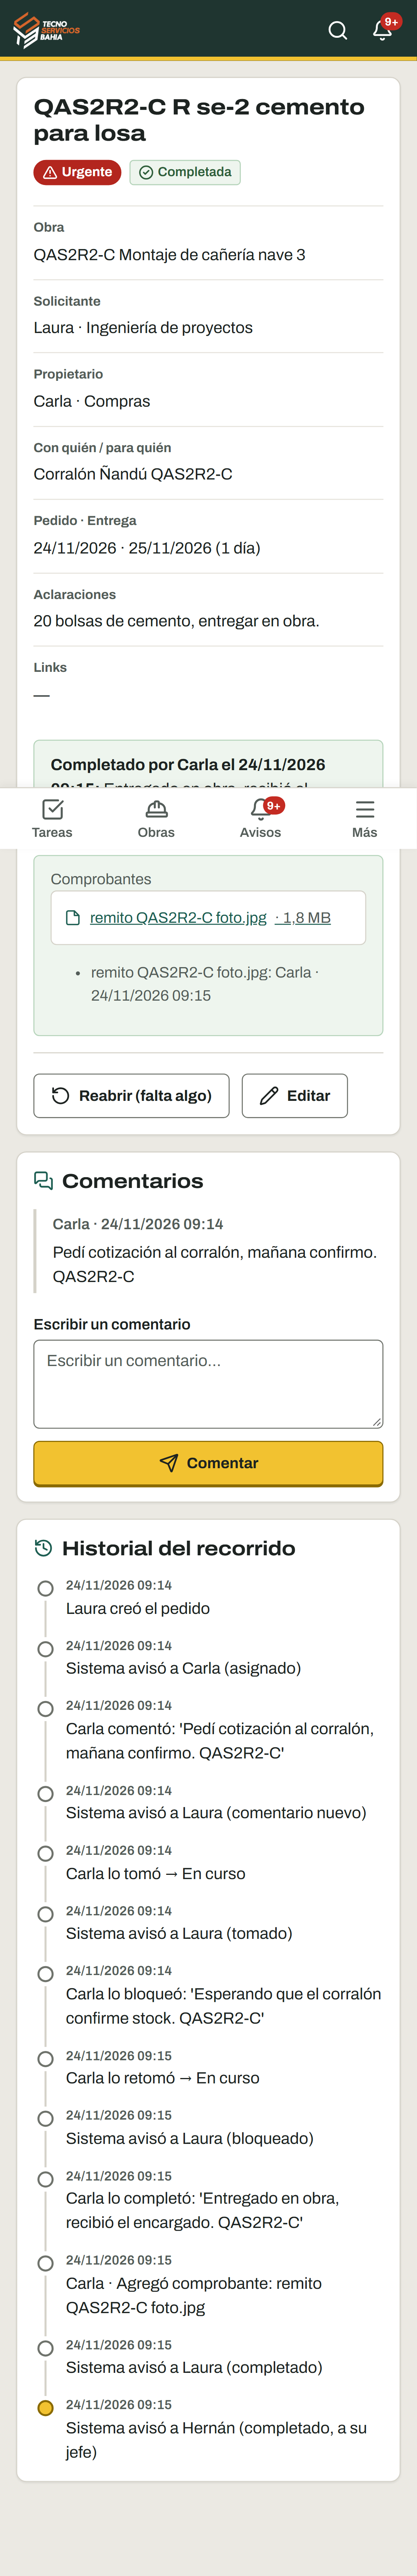 TECNO
SERVICIOS
BAHIA
9+
QAS2R2-C R se-2 cemento
para losa
Urgente
Completada
Obra
QAS2R2-C Montaje de cañería nave 3
Solicitante
Laura · Ingeniería de proyectos
Propietario
Carla · Compras
Con quién / para quién
Corralón Ñandú QAS2R2-C
Pedido · Entrega
24/11/2026 · 25/11/2026 (1 día)
Aclaraciones
20 bolsas de cemento, entregar en obra.
Links
—
Completado por Carla el 24/11/2026
09:15: Entregado en obra, recibió el
9+
Tareas
Obras
Avisos
Más
Comprobantes
remito QAS2R2-C foto.jpg · 1,8 MB
• remito QAS2R2-C foto.jpg: Carla ·
24/11/2026 09:15
Reabrir (falta algo)
Editar
Comentarios
Carla · 24/11/2026 09:14
Pedí cotización al corralón, mañana confirmo.
QAS2R2-C
Escribir un comentario
Escribir un comentario...
Comentar
Historial del recorrido
24/11/2026 09:14
Laura creó el pedido
24/11/2026 09:14
Sistema avisó a Carla (asignado)
24/11/2026 09:14
Carla comentó: 'Pedí cotización al corralón,
mañana confirmo. QAS2R2-C'
24/11/2026 09:14
Sistema avisó a Laura (comentario nuevo)
24/11/2026 09:14
Carla lo tomó → En curso
24/11/2026 09:14
Sistema avisó a Laura (tomado)
24/11/2026 09:14
Carla lo bloqueó: 'Esperando que el corralón
confirme stock. QAS2R2-C'
24/11/2026 09:15
Carla lo retomó → En curso
24/11/2026 09:15
Sistema avisó a Laura (bloqueado)
24/11/2026 09:15
Carla lo completó: 'Entregado en obra,
recibió el encargado. QAS2R2-C'
24/11/2026 09:15
Carla · Agregó comprobante: remito
QAS2R2-C foto.jpg
24/11/2026 09:15
Sistema avisó a Laura (completado)
24/11/2026 09:15
Sistema avisó a Hernán (completado, a su
jefe)